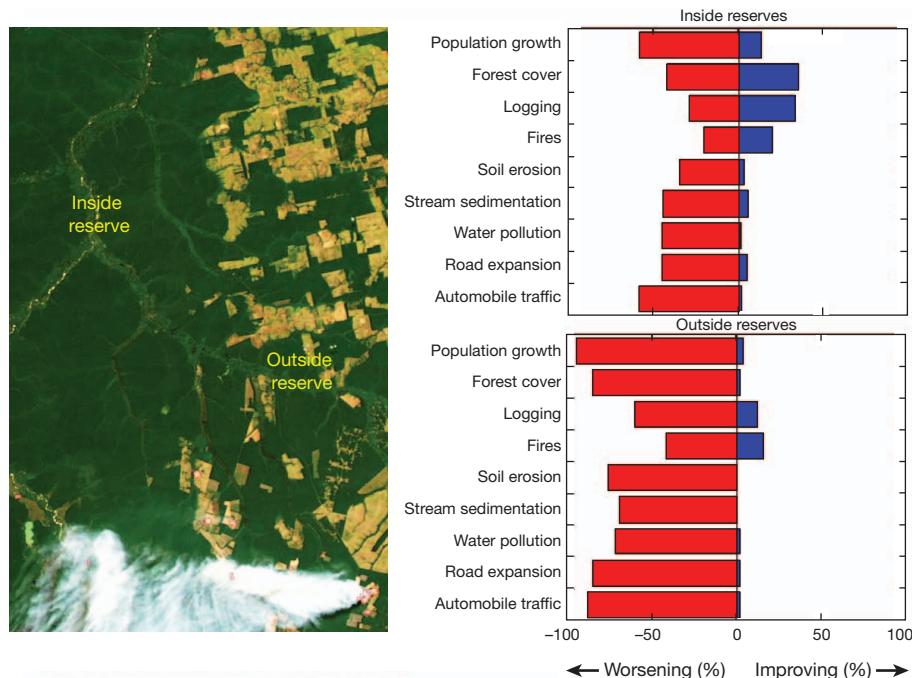 Inside
reserve
Outside
reserve
Inside reserves
Population growth
Forest cover
Logging
Fires
Soil erosion
Stream sedimentation
Water pollution
Road expansion
Automobile traffic
Outside reserves
Population growth
Forest cover
Logging
Fires
Soil erosion
Stream sedimentation
Water pollution
Road expansion
Automobile traffic
−100 −50 0 50 100
Worsening (%) Improving (%)